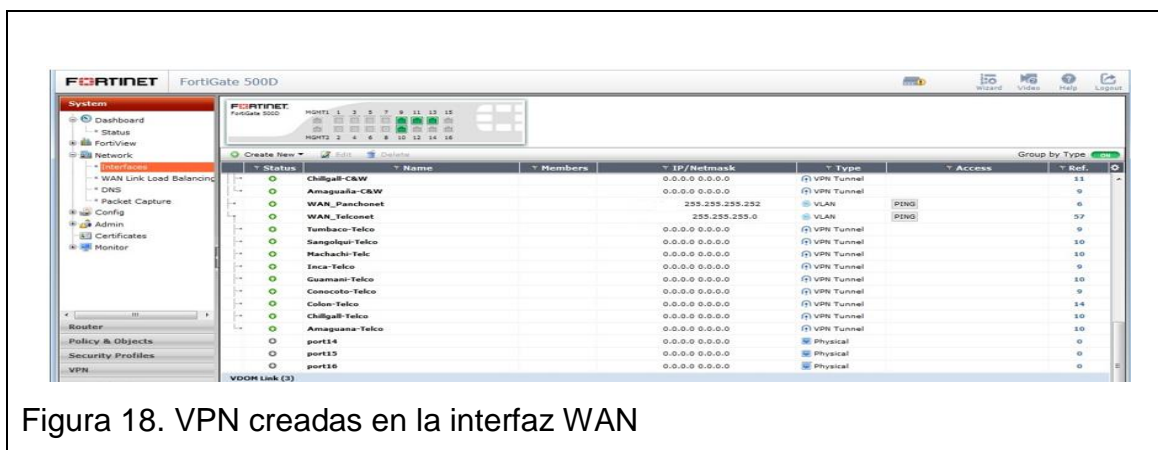 FORTINET FortiGate 500D
Wizard Video Help Logout
System
Dashboard
Status
FortiView
Network
Interfaces
WAN Link Load Balancing
DNS
Packet Capture
Config
Admin
Certificates
Monitor
Router
Policy & Objects
Security Profiles
VPN
FORTINET
FortiGate 500D
MGMT1 1 3 5 7 9 11 13 15
MGMT2 2 4 6 8 10 12 14 16
Create New Edit Delete Group by Type ON
Status Name Members IP/Netmask Type Access Ref.
Chillgall-C&W 0.0.0.0 0.0.0.0 VPN Tunnel 11
Amaguaña-C&W 0.0.0.0 0.0.0.0 VPN Tunnel 9
WAN_Panchonet 255.255.255.252 VLAN PING 6
WAN_Telconet 255.255.255.0 VLAN PING 57
Tumbaco-Telco 0.0.0.0 0.0.0.0 VPN Tunnel 9
Sangolqui-Telco 0.0.0.0 0.0.0.0 VPN Tunnel 10
Machachi-Telc 0.0.0.0 0.0.0.0 VPN Tunnel 10
Inca-Telco 0.0.0.0 0.0.0.0 VPN Tunnel 9
Guamani-Telco 0.0.0.0 0.0.0.0 VPN Tunnel 10
Conocoto-Telco 0.0.0.0 0.0.0.0 VPN Tunnel 9
Colon-Telco 0.0.0.0 0.0.0.0 VPN Tunnel 14
Chillgall-Telco 0.0.0.0 0.0.0.0 VPN Tunnel 10
Amaguana-Telco 0.0.0.0 0.0.0.0 VPN Tunnel 10
port14 0.0.0.0 0.0.0.0 Physical 0
port15 0.0.0.0 0.0.0.0 Physical 0
port16 0.0.0.0 0.0.0.0 Physical 0
VDOM Link (3)
Figura 18. VPN creadas en la interfaz WAN